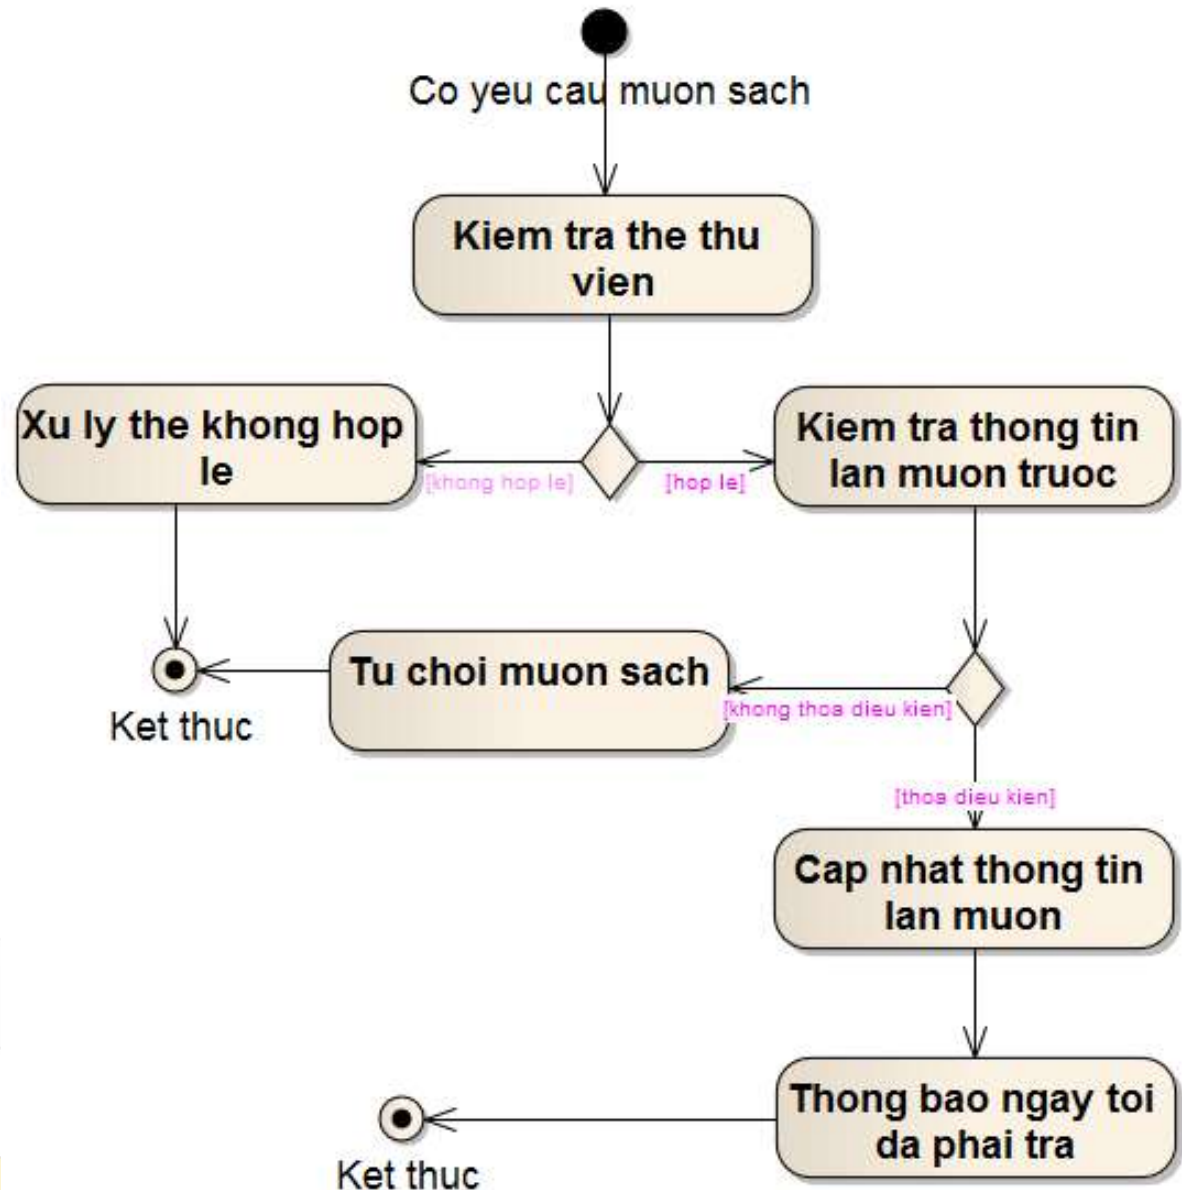 Co yeu cau muon sach
Kiem tra the thu
vien
Xu ly the khong hop
le
[khong hop le]
[hop le]
Kiem tra thong tin
lan muon truoc
Tu choi muon sach
[khong thoa dieu kien]
Ket thuc
[thoa dieu kien]
Cap nhat thong tin
lan muon
Thong bao ngay toi
da phai tra
Ket thuc